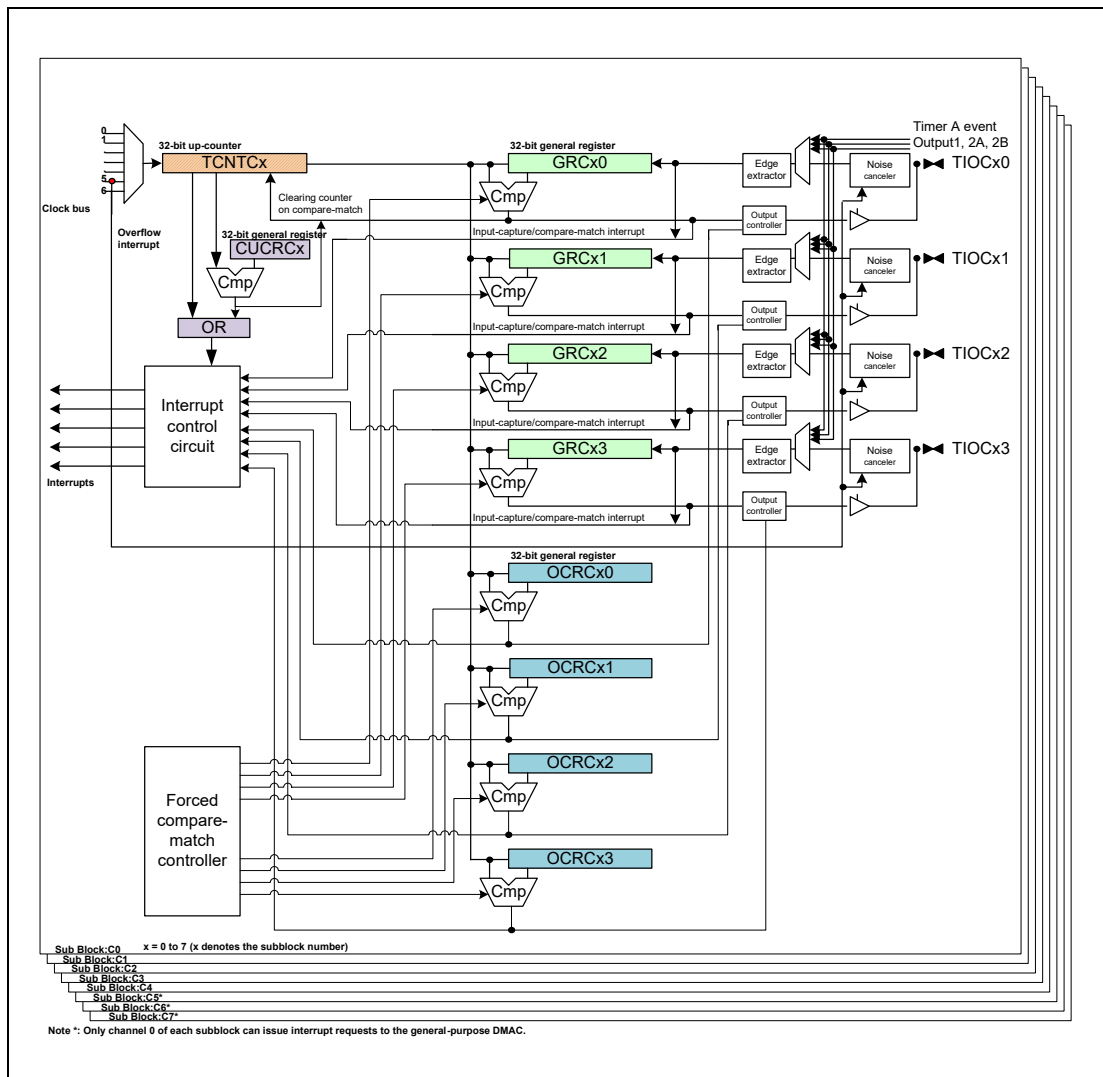 Timer A event
Output1, 2A, 2B
0
1
5
6
Clock bus
32-bit up-counter
TCNTCx
32-bit general register
GRCx0
Cmp
Edge
extractor
Noise
canceler
TIOCx0
Clearing counter
on compare-match
Output
controller
Input-capture/compare-match interrupt
Overflow
interrupt
32-bit general register
CUCRCx
Cmp
OR
GRCx1
Cmp
Edge
extractor
Noise
canceler
TIOCx1
Output
controller
Input-capture/compare-match interrupt
GRCx2
Cmp
Edge
extractor
Noise
canceler
TIOCx2
Output
controller
Input-capture/compare-match interrupt
Interrupt
control
circuit
Interrupts
GRCx3
Cmp
Edge
extractor
Noise
canceler
TIOCx3
Output
controller
Input-capture/compare-match interrupt
32-bit general register
OCRCx0
Cmp
OCRCx1
Cmp
OCRCx2
Cmp
OCRCx3
Cmp
Forced
compare-
match
controller
Sub Block:C0 x = 0 to 7 (x denotes the subblock number)
Sub Block:C1
Sub Block:C2
Sub Block:C3
Sub Block:C4
Sub Block:C5*
Sub Block:C6*
Sub Block:C7*
Note *: Only channel 0 of each subblock can issue interrupt requests to the general-purpose DMAC.